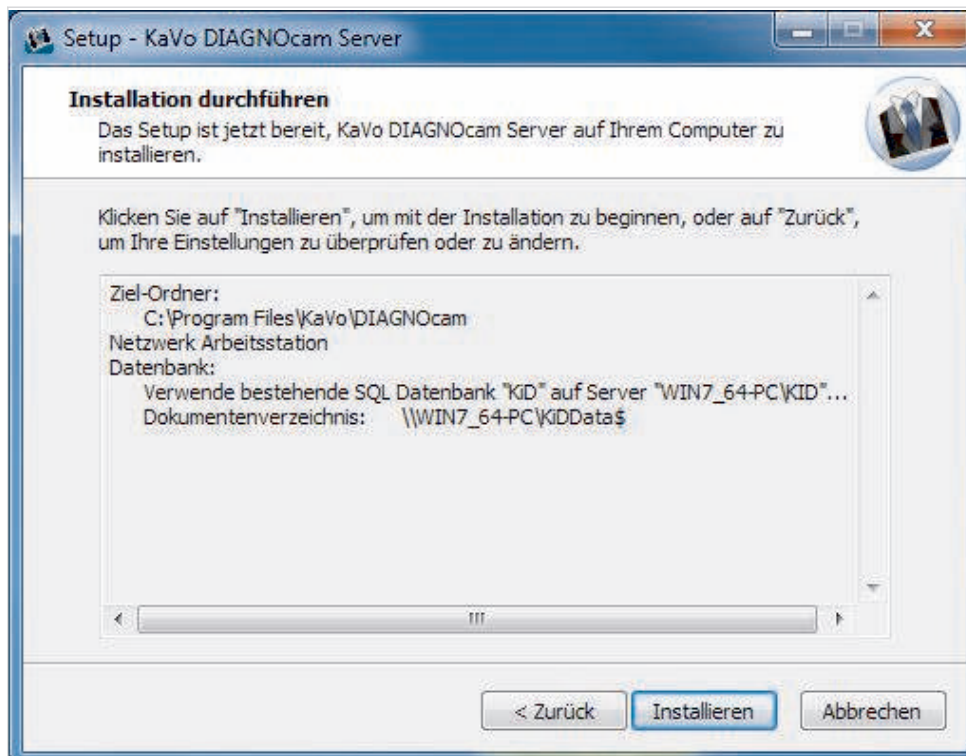 Setup - KaVo DIAGNOcam Server
Installation durchführen
Das Setup ist jetzt bereit, KaVo DIAGNOcam Server auf Ihrem Computer zu
installieren.
Klicken Sie auf "Installieren", um mit der Installation zu beginnen, oder auf "Zurück",
um Ihre Einstellungen zu überprüfen oder zu ändern.
Ziel-Ordner:
C:\Program Files\KaVo\DIAGNOcam
Netzwerk Arbeitsstation
Datenbank:
Verwende bestehende SQL Datenbank "KiD" auf Server "WIN7_64-PC\KID"...
Dokumentenverzeichnis: \\WIN7_64-PC\KiDData$
< Zurück Installieren Abbrechen